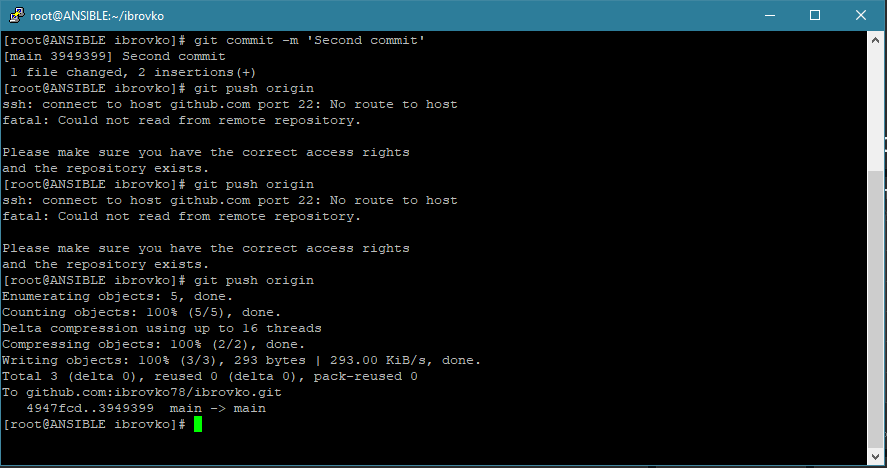 root@ANSIBLE:~/ibrovko
[root@ANSIBLE ibrovko]# git commit -m 'Second commit'
[main 3949399] Second commit
 1 file changed, 2 insertions(+)
[root@ANSIBLE ibrovko]# git push origin
ssh: connect to host github.com port 22: No route to host
fatal: Could not read from remote repository.

Please make sure you have the correct access rights
and the repository exists.
[root@ANSIBLE ibrovko]# git push origin
ssh: connect to host github.com port 22: No route to host
fatal: Could not read from remote repository.

Please make sure you have the correct access rights
and the repository exists.
[root@ANSIBLE ibrovko]# git push origin
Enumerating objects: 5, done.
Counting objects: 100% (5/5), done.
Delta compression using up to 16 threads
Compressing objects: 100% (2/2), done.
Writing objects: 100% (3/3), 293 bytes | 293.00 KiB/s, done.
Total 3 (delta 0), reused 0 (delta 0), pack-reused 0
To github.com:ibrovko78/ibrovko.git
   4947fcd..3949399  main -> main
[root@ANSIBLE ibrovko]#